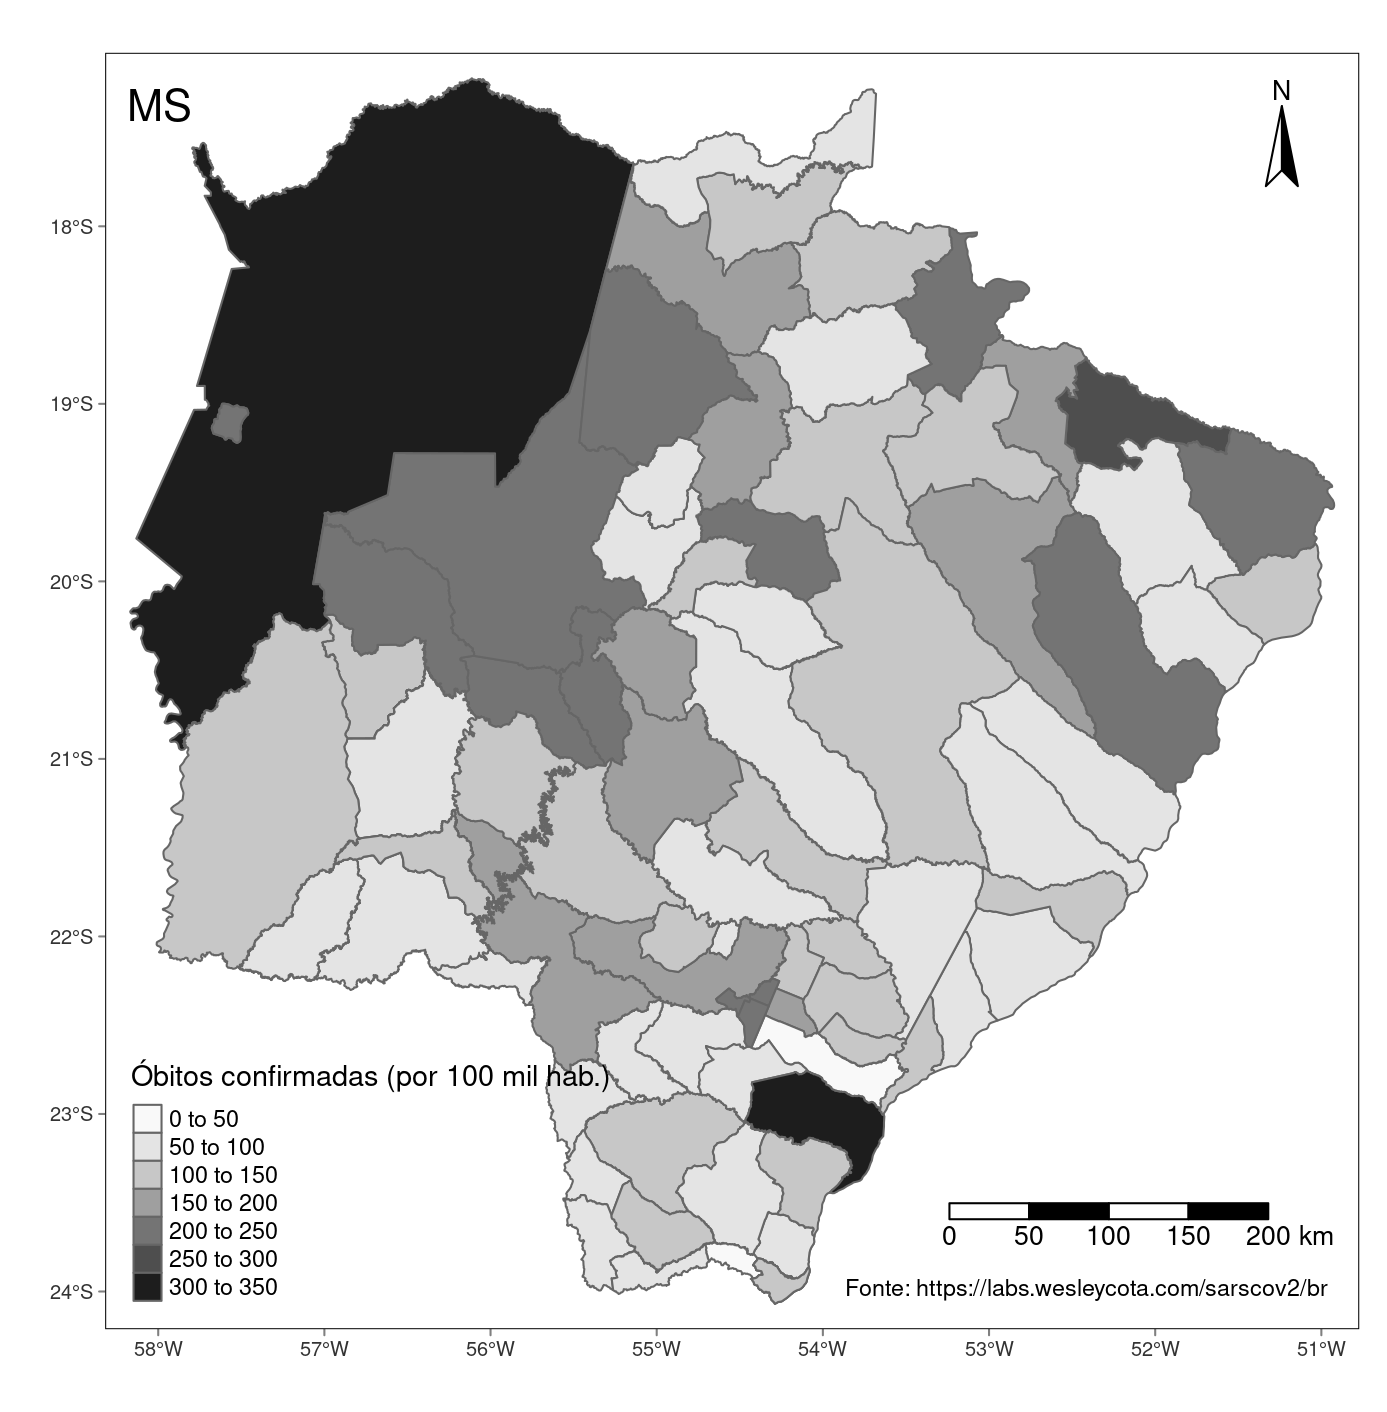 MS
N
18°S
19°S
20°S
21°S
22°S
23°S
24°S
Óbitos confirmadas (por 100 mil hab.)
0 to 50
50 to 100
100 to 150
150 to 200
200 to 250
250 to 300
300 to 350
0 50 100 150 200 km
Fonte: https://labs.wesleycota.com/sarscov2/br
58°W 57°W 56°W 55°W 54°W 53°W 52°W 51°W